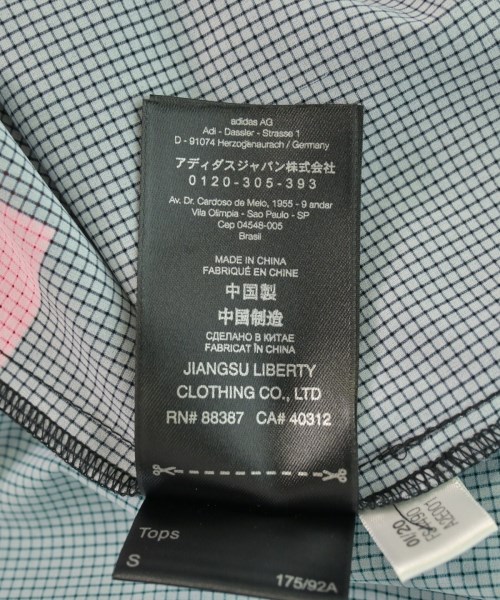 adidas AG
Adi - Dassler - Strasse 1
D - 91074 Herzogenaurach / Germany
アディダスジャパン株式会社
0120-305-393
Av. Dr. Cardoso de Melo, 1955 - 9 andar
Vila Olimpia - Sao Paulo - SP
Cep 04548-005
Brasil
MADE IN CHINA
FABRIQUÉ EN CHINE
中国製
中国制造
СДЕЛАНО В КИТАЕ
FABRICAT ÎN CHINA
JIANGSU LIBERTY
CLOTHING CO., LTD
RN# 88387 CA# 40312
Tops
S
175/92A
01/20